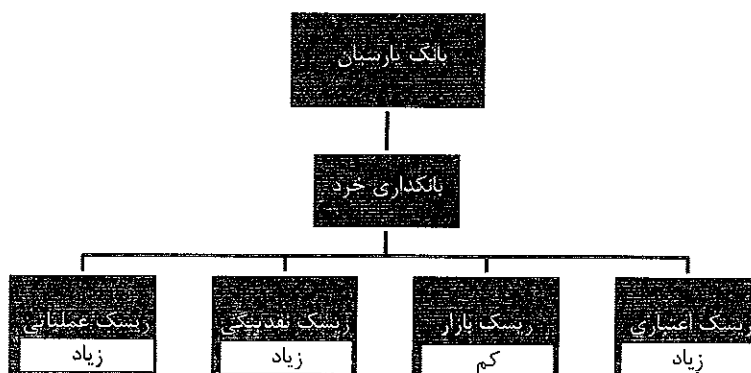 بانک پارسیان
بانکداری خرد
ریسک اعتباری
زیاد
ریسک بازار
کم
ریسک نقدینگی
زیاد
ریسک عملیاتی
زیاد